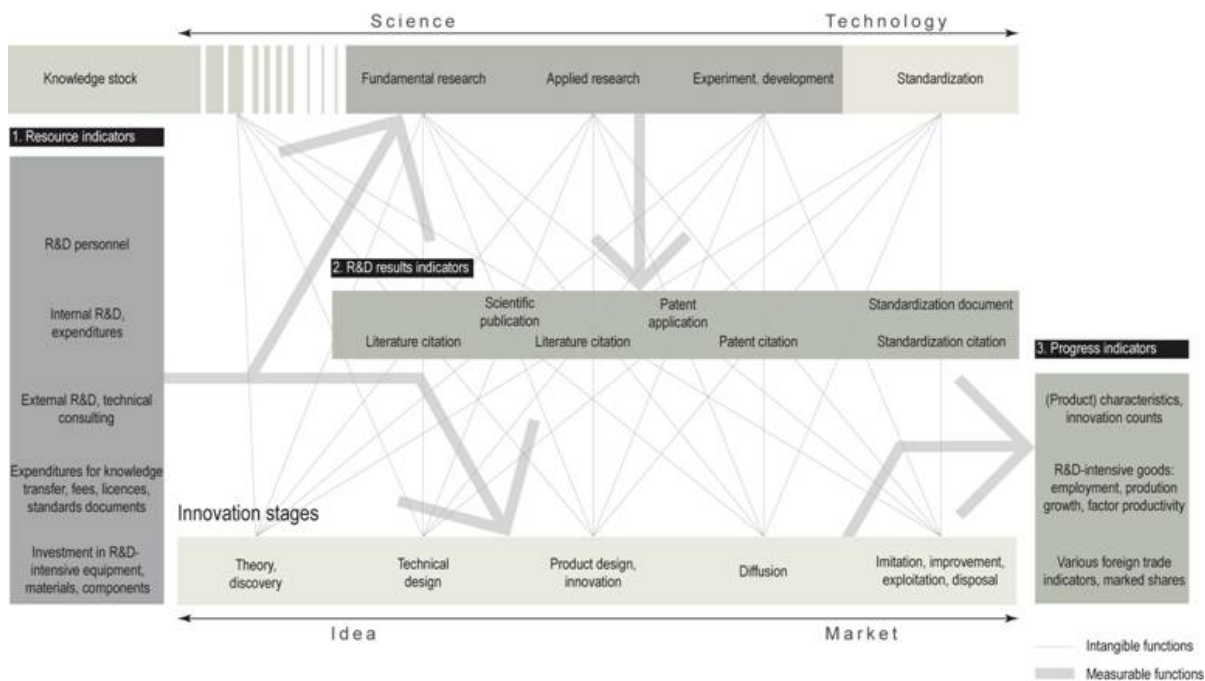 Science
Technology
Knowledge stock
Fundamental research
Applied research
Experiment. development
Standardization
1. Resource indicators
R&D personnel
Internal R&D,
expenditures
External R&D, technical
consulting
Expenditures for knowledge
transfer, fees, licences,
standards documents
Investment in R&D-
intensive equipment,
materials, components
2. R&D results indicators
Scientific
publication
Patent
application
Standardization document
Literature citation
Literature citation
Patent citation
Standardization citation
3. Progress indicators
(Product) characteristics,
innovation counts
R&D-intensive goods:
employment, prodution
growth, factor productivity
Various foreign trade
indicators, marked shares
Innovation stages
Theory,
discovery
Technical
design
Product design,
innovation
Diffusion
Imitation, improvement,
exploitation, disposal
Idea
Market
Intangible functions
Measurable functions